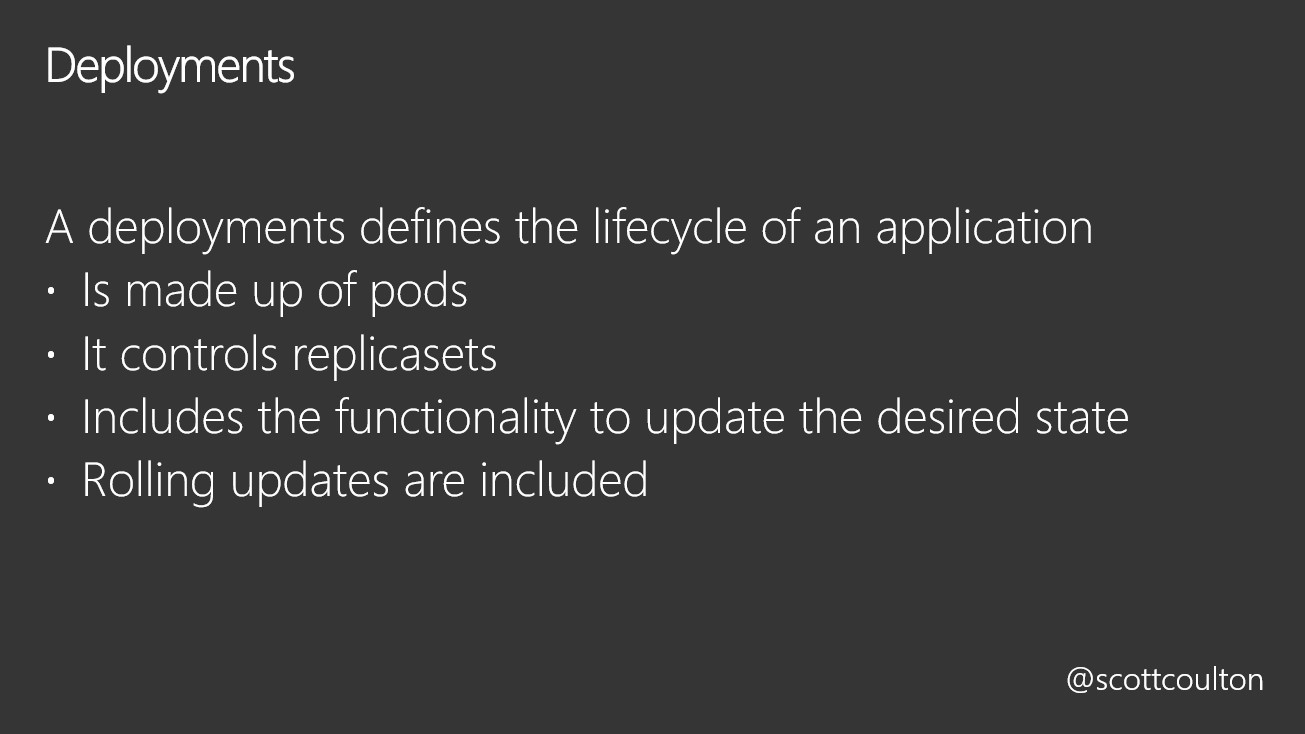 Deployments
A deployments defines the lifecycle of an application
• Is made up of pods
• It controls replicasets
• Includes the functionality to update the desired state
• Rolling updates are included
@scottcoulton